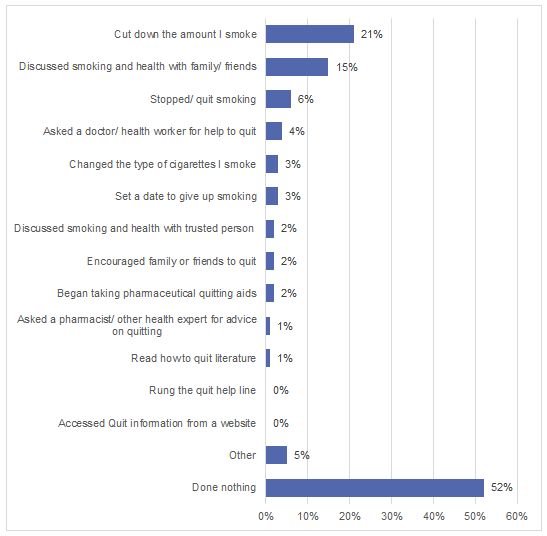 Cut down the amount I smoke 21%
Discussed smoking and health with family/ friends 15%
Stopped/ quit smoking 6%
Asked a doctor/ health worker for help to quit 4%
Changed the type of cigarettes I smoke 3%
Set a date to give up smoking 3%
Discussed smoking and health with trusted person 2%
Encouraged family or friends to quit 2%
Began taking pharmaceutical quitting aids 2%
Asked a pharmacist/ other health expert for advice
on quitting 1%
Read howto quit literature 1%
Rung the quit help line 0%
Accessed Quit information from a website 0%
Other 5%
Done nothing 52%
0% 10% 20% 30% 40% 50% 60%